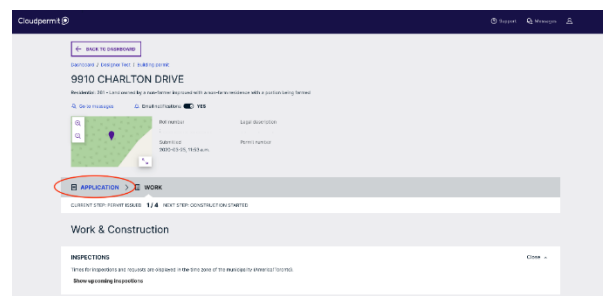 Cloudpermit
Support Messages
← BACK TO DASHBOARD
Dashboard / Designer Test / Building permit
9910 CHARLTON DRIVE
Residential 301 - Land owned by a non-farmer improved with a non-farm residence with a portion being farmed
Go to messages Email notifications YES
Ref number Legal description
Submitted Permit number
APPLICATION > WORK
CURRENT STEP: PERMIT ISSUED 1/4 NEXT STEP: CONSTRUCTION STARTED
Work & Construction
INSPECTIONS Close
Times for inspections and requests are displayed in the time zone of the municipality (America/Toronto).
Show upcoming inspections